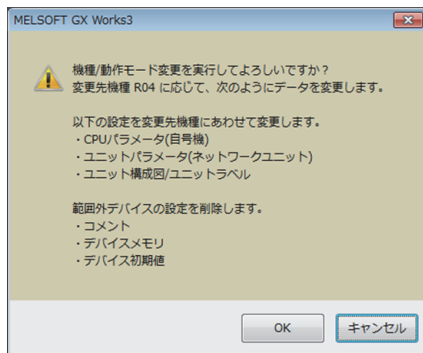 MELSOFT GX Works3
機種/動作モード変更を実行してよろしいですか？
変更先機種 R04 に応じて、次のようにデータを変更します。
以下の設定を変更先機種にあわせて変更します。
・CPUパラメータ(自号機)
・ユニットパラメータ(ネットワークユニット)
・ユニット構成図/ユニットラベル
範囲外デバイスの設定を削除します。
・コメント
・デバイスメモリ
・デバイス初期値
OK
キャンセル